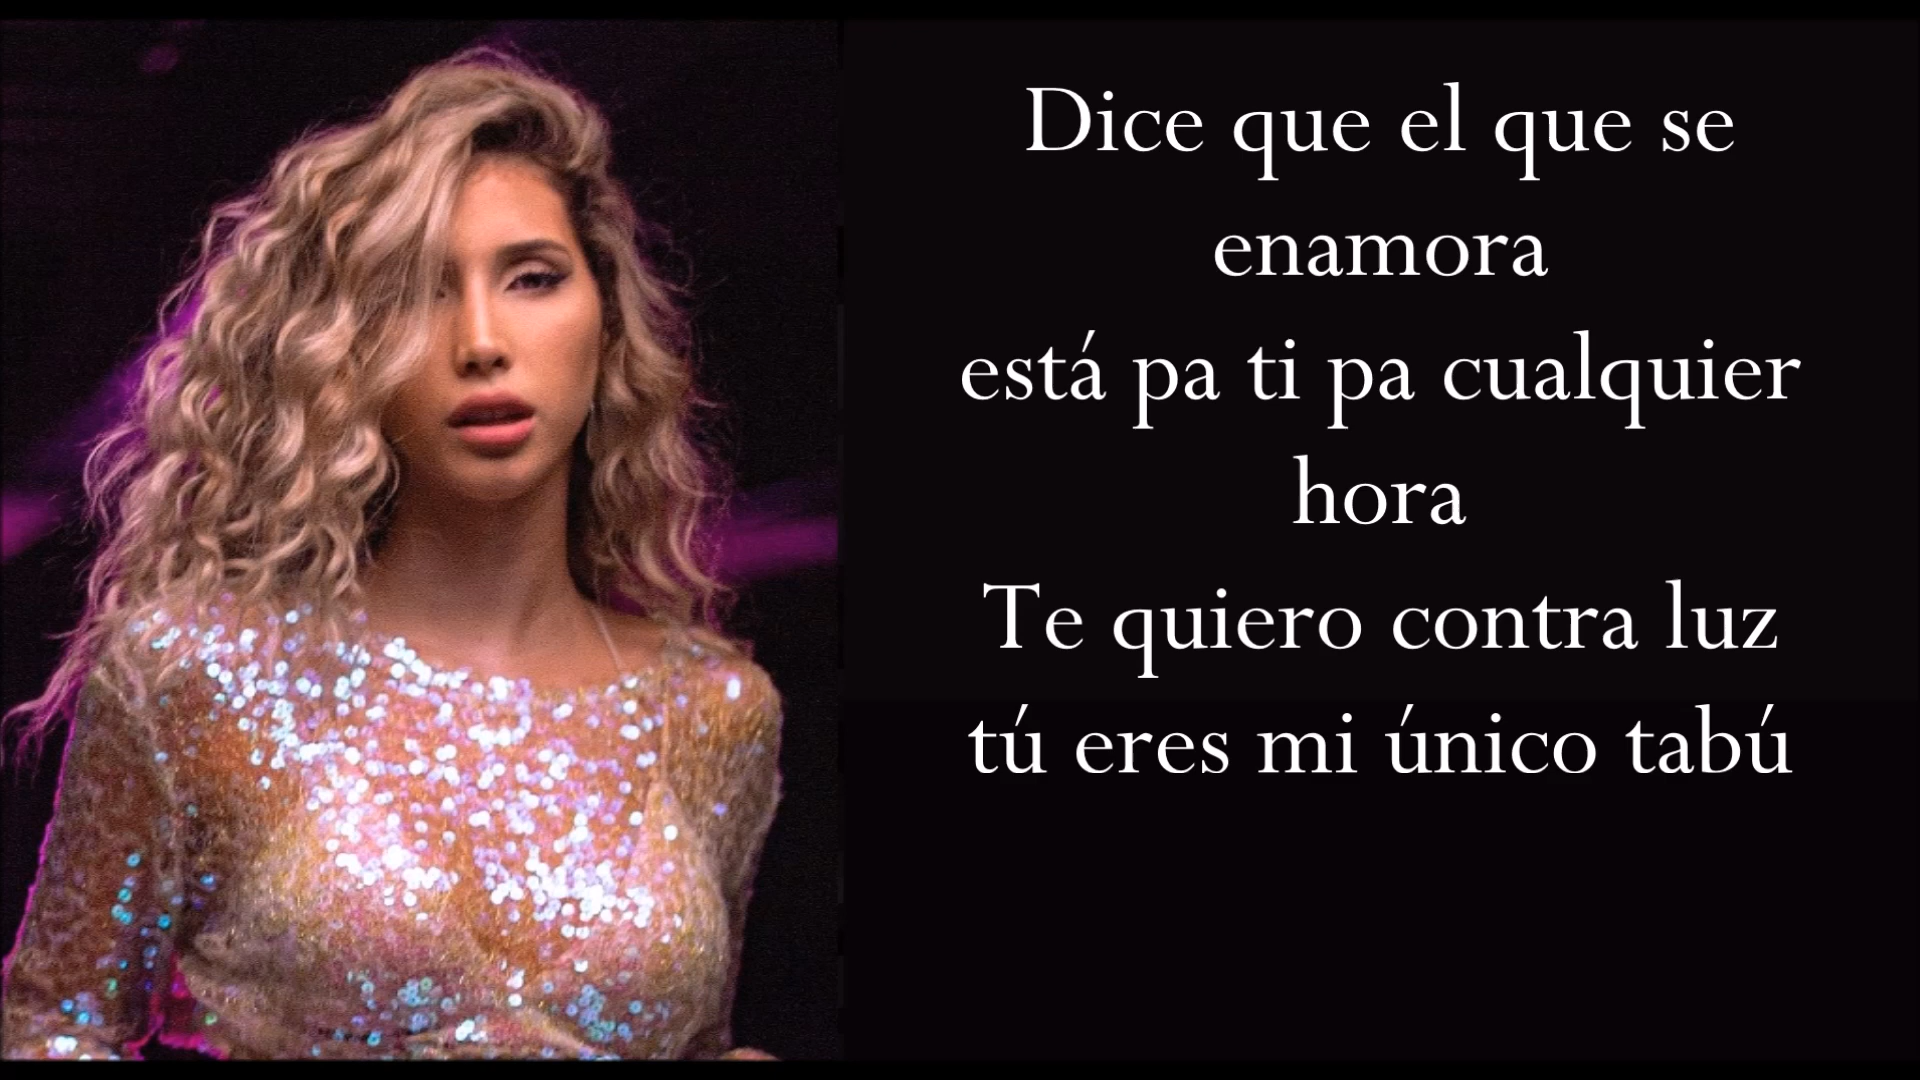 Dice que el que se
enamora
está pa ti pa cualquier
hora
Te quiero contra luz
tú eres mi único tabú